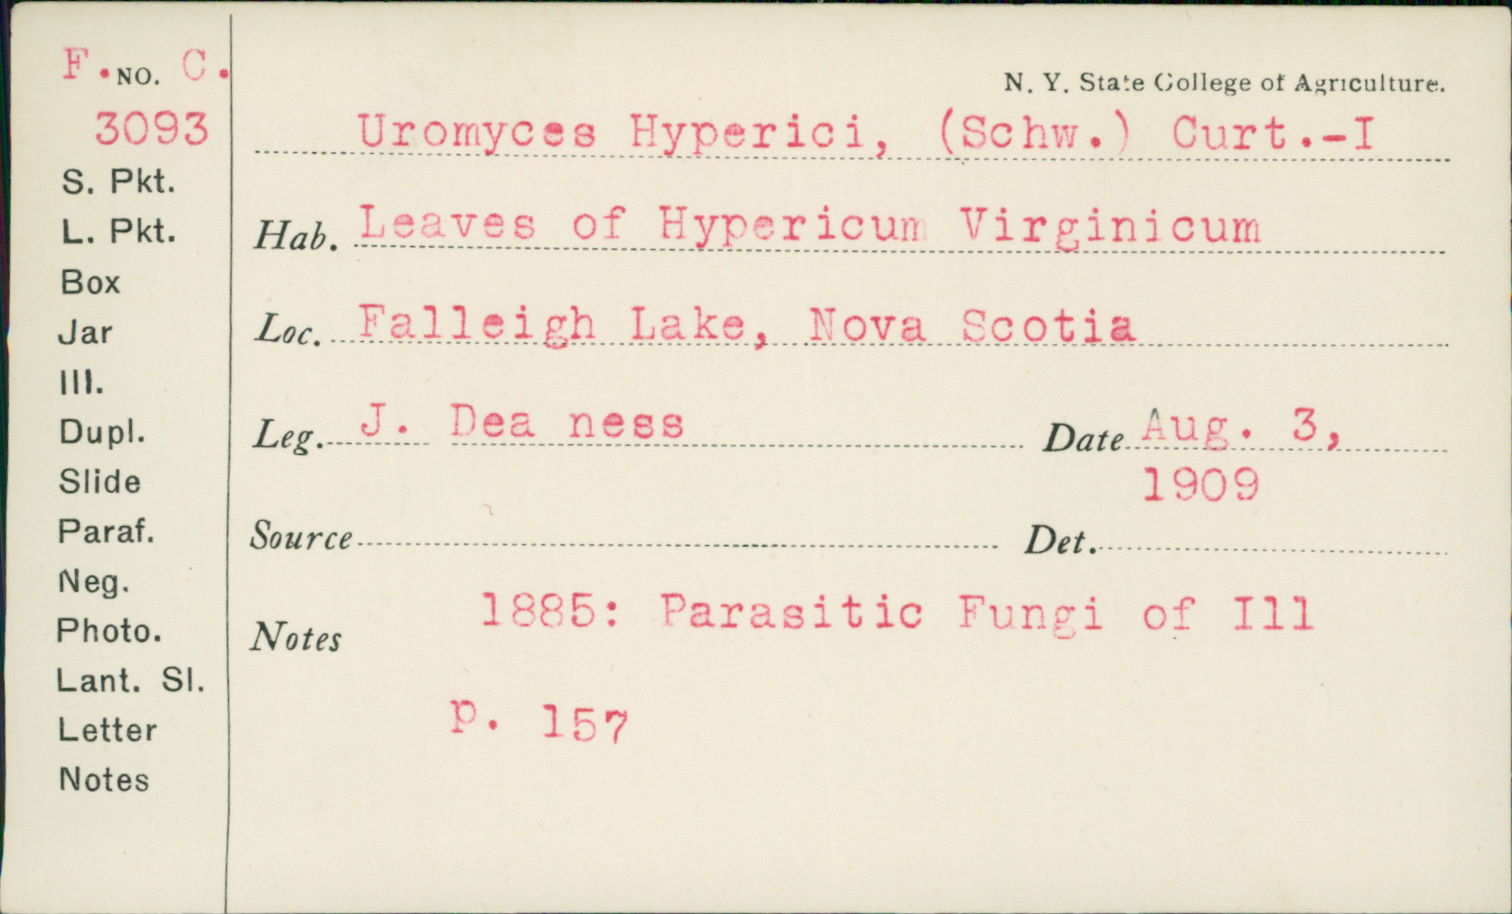 F. NO. C.
3093
S. Pkt.
L. Pkt.
Box
Jar
Ill.
Dupl.
Slide
Paraf.
Neg.
Photo.
Lant. Sl.
Letter
Notes
N. Y. State College of Agriculture.
Uromyces Hyperici, (Schw.) Curt.-I
Hab. Leaves of Hypericum Virginicum
Loc. Falleigh Lake, Nova Scotia
Leg. J. Dea ness Date Aug. 3,
1909
Source Det.
Notes 1885: Parasitic Fungi of Ill
p. 157